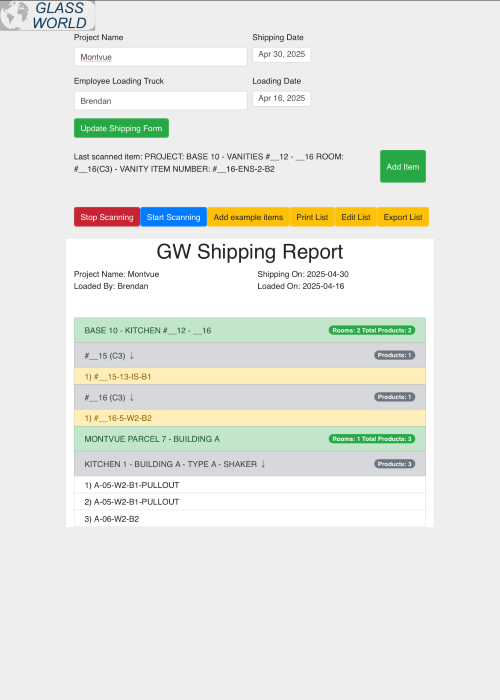 GLASS
WORLD
Project Name
Shipping Date
Montvue
Apr 30, 2025
Employee Loading Truck
Loading Date
Brendan
Apr 16, 2025
Update Shipping Form
Last scanned item: PROJECT: BASE 10 - VANITIES #__12 - __16 ROOM:
#__16(C3) - VANITY ITEM NUMBER: #__16-ENS-2-B2
Add Item
Stop Scanning Start Scanning Add example items Print List Edit List Export List
GW Shipping Report
Project Name: Montvue
Shipping On: 2025-04-30
Loaded By: Brendan
Loaded On: 2025-04-16
BASE 10 - KITCHEN #__12 - __16 Rooms: 2 Total Products: 2
#__15 (C3) ↓ Products: 1
1) #__15-13-IS-B1
#__16 (C3) ↓ Products: 1
1) #__16-5-W2-B2
MONTVUE PARCEL 7 - BUILDING A Rooms: 1 Total Products: 3
KITCHEN 1 - BUILDING A - TYPE A - SHAKER ↓ Products: 3
1) A-05-W2-B1-PULLOUT
2) A-05-W2-B1-PULLOUT
3) A-06-W2-B2